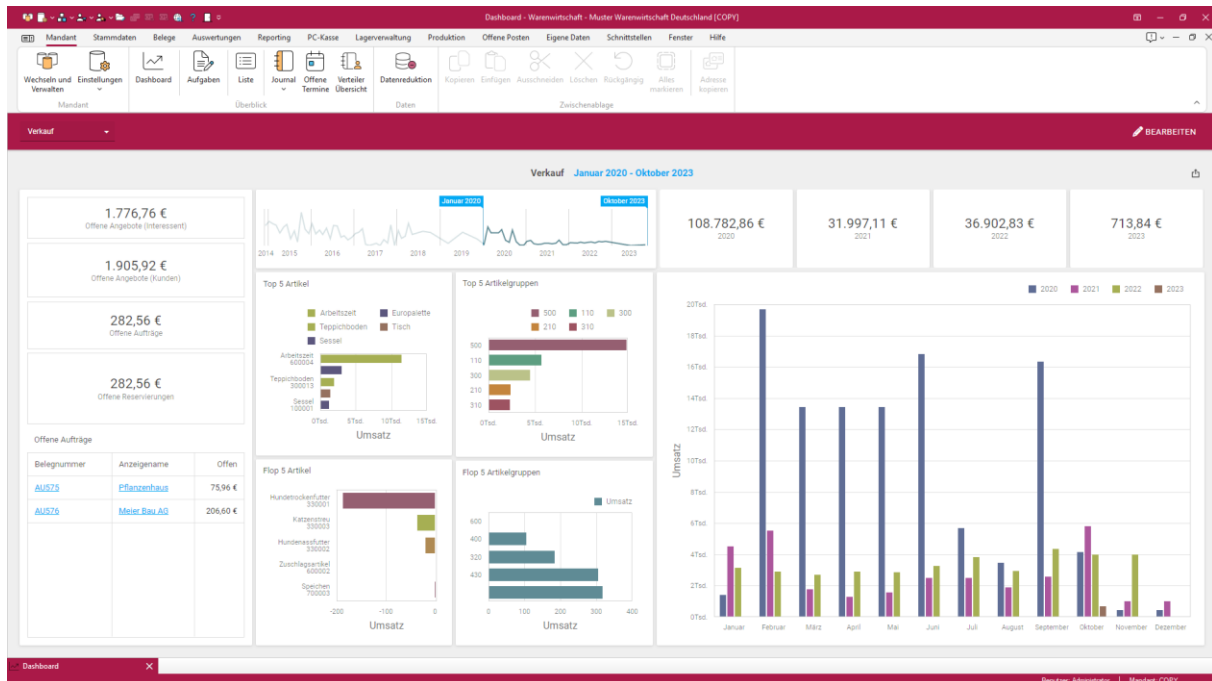 Dashboard - Warenwirtschaft - Muster Warenwirtschaft Deutschland [COPY]
Mandant Stammdaten Belege Auswertungen Reporting PC-Kasse Lagerverwaltung Produktion Offene Posten Eigene Daten Schnittstellen Fenster Hilfe
Wechseln und Verwalten
Einstellungen
Dashboard
Aufgaben
Liste
Journal
Offene Termine
Verteiler Übersicht
Datenreduktion
Kopieren Einfügen Ausschneiden Löschen Rückgängig
Alles markieren
Adresse kopieren
Mandant Überblick Daten Zwischenablage
Verkauf
BEARBEITEN
Verkauf Januar 2020 - Oktober 2023
1.776,76 €
Offene Angebote (Interessent)
1.905,92 €
Offene Angebote (Kunden)
282,56 €
Offene Aufträge
282,56 €
Offene Reservierungen
Offene Aufträge
Belegnummer Anzeigename Offen
AU575 Pflanzenhaus 75,96 €
AU576 Meier Bau AG 206,60 €
Januar 2020 Oktober 2023
2014 2015 2016 2017 2018 2019 2020 2021 2022 2023
108.782,86 €
2020
31.997,11 €
2021
36.902,83 €
2022
713,84 €
2023
Top 5 Artikel
Arbeitszeit Europalette
Teppichboden Tisch
Sessel
Arbeitszeit
600004
Teppichboden
300013
Sessel
100001
0Tsd. 5Tsd. 10Tsd. 15Tsd.
Umsatz
Top 5 Artikelgruppen
500 110 300
210 310
500
110
300
210
310
0Tsd. 5Tsd. 10Tsd. 15Tsd.
Umsatz
Flop 5 Artikel
Hundetrockenfutter
330001
Katzenstreu
330003
Hundenassfutter
330002
Zuschlagsartikel
600002
Speichen
700003
-200 -100 0
Umsatz
Flop 5 Artikelgruppen
Umsatz
600
400
320
430
0 100 200 300 400
Umsatz
2020 2021 2022 2023
20Tsd.
18Tsd.
16Tsd.
14Tsd.
12Tsd.
10Tsd.
8Tsd.
6Tsd.
4Tsd.
2Tsd.
0Tsd.
Umsatz
Januar Februar März April Mai Juni Juli August September Oktober November Dezember
Dashboard
Benutzer: Administrator | Mandant: COPY